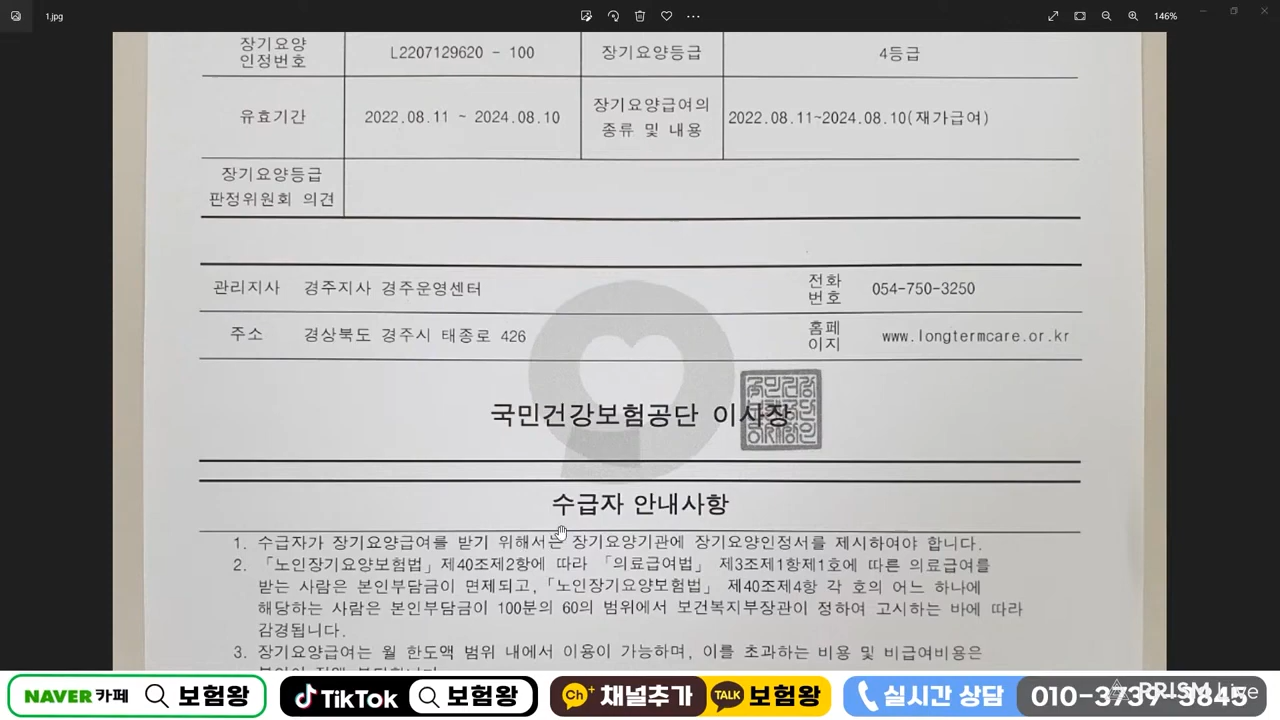 1.jpg
146%
장기요양 인정번호
L2207129620 - 100
장기요양등급
4등급
유효기간
2022.08.11 ~ 2024.08.10
장기요양급여의 종류 및 내용
2022.08.11~2024.08.10(재가급여)
장기요양등급
판정위원회 의견
관리지사 경주지사 경주운영센터
전화번호 054-750-3250
주소 경상북도 경주시 태종로 426
홈페이지 www.longtermcare.or.kr
국민건강보험공단 이사장
수급자 안내사항
1. 수급자가 장기요양급여를 받기 위해서는 장기요양기관에 장기요양인정서를 제시하여야 합니다.
2. 「노인장기요양보험법」제40조제2항에 따라 「의료급여법」 제3조제1항제1호에 따른 의료급여를
받는 사람은 본인부담금이 면제되고,「노인장기요양보험법」 제40조제4항 각 호의 어느 하나에
해당하는 사람은 본인부담금이 100분의 60의 범위에서 보건복지부장관이 정하여 고시하는 바에 따라
감경됩니다.
3. 장기요양급여는 월 한도액 범위 내에서 이용이 가능하며, 이를 초과하는 비용 및 비급여비용은
NAVER 카페 보험왕
TikTok 보험왕
Ch+ 채널추가 TALK 보험왕
실시간 상담 010-3739-5845
PRISM Live